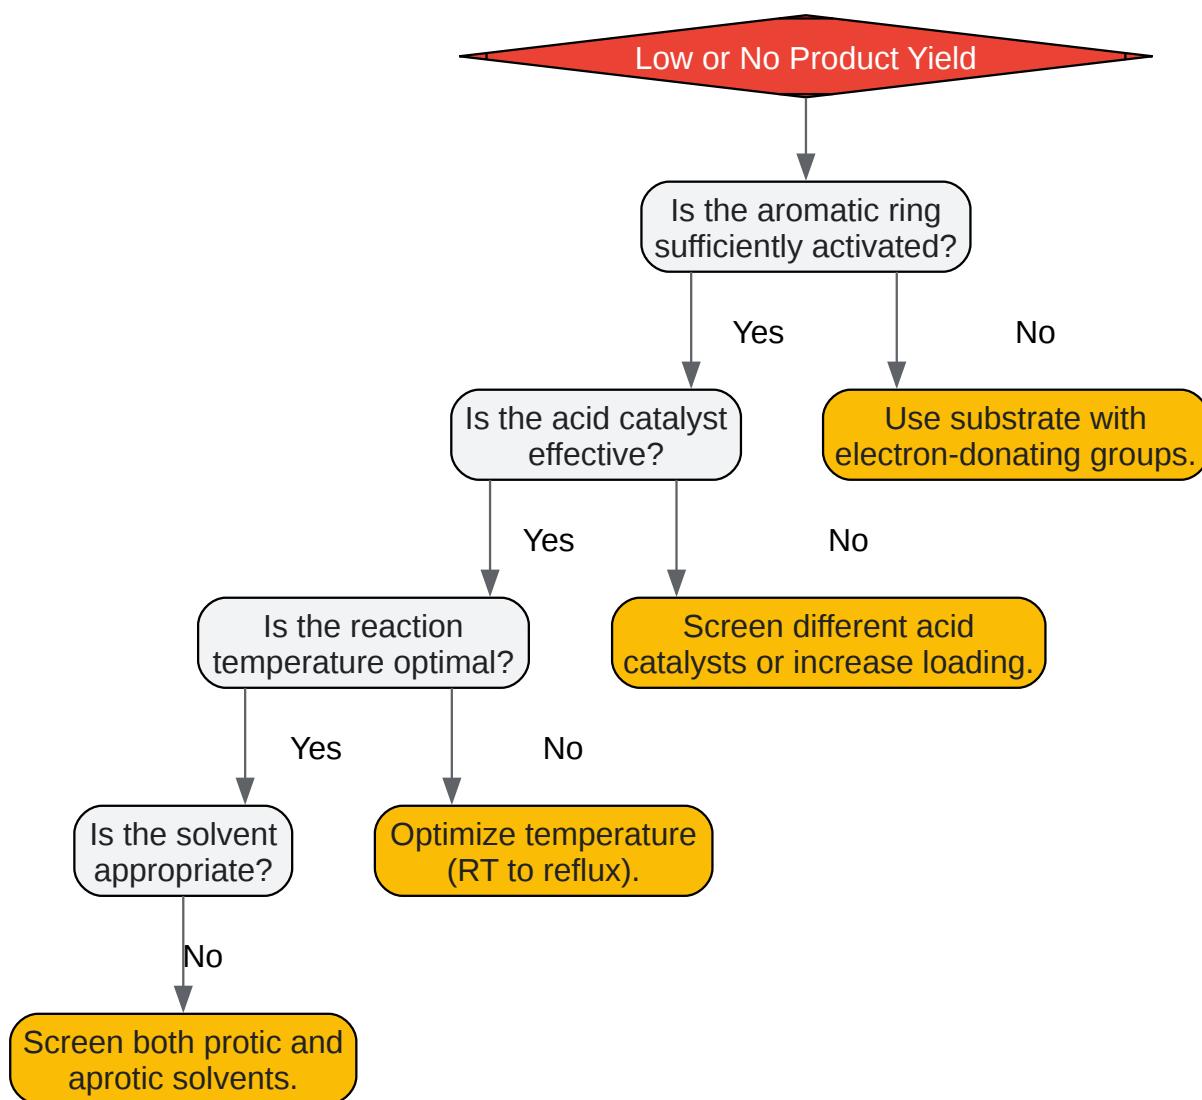 Low or No Product Yield
Is the aromatic ring
sufficiently activated?
Yes
No
Is the acid catalyst
effective?
Use substrate with
electron-donating groups.
Yes
No
Is the reaction
temperature optimal?
Screen different acid
catalysts or increase loading.
Yes
No
Is the solvent
appropriate?
Optimize temperature
(RT to reflux).
No
Screen both protic and
aprotic solvents.